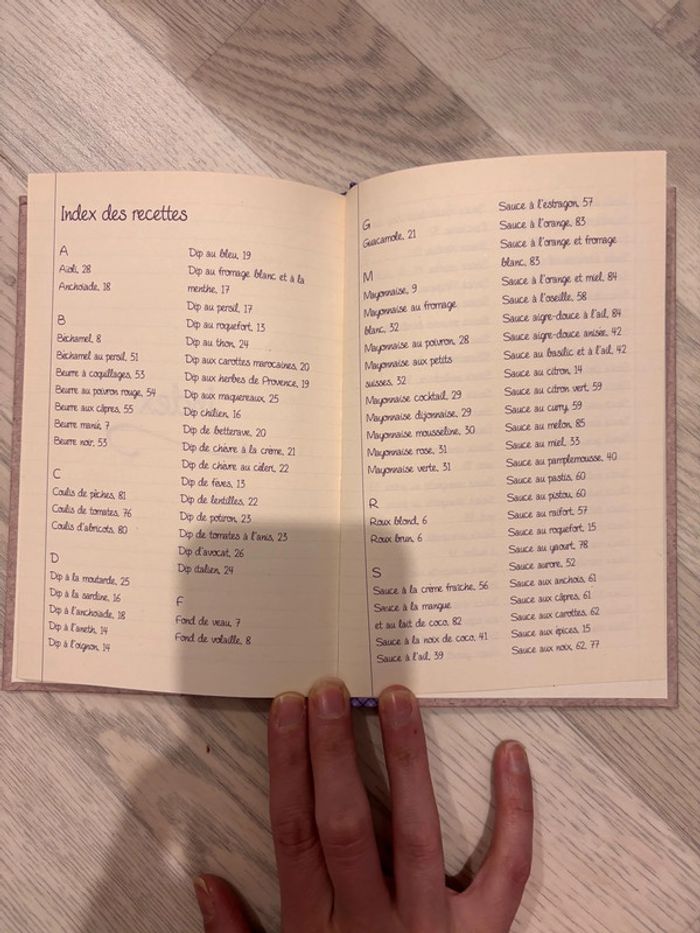 Index des recettes
A
Aïoli, 28
Anchoïade, 18
B
Béchamel, 8
Béchamel au persil, 51
Beurre à coquillages, 53
Beurre au poivron rouge, 54
Beurre aux câpres, 55
Beurre manié, 7
Beurre noir, 53
C
Coulis de pêches, 81
Coulis de tomates, 76
Coulis d'abricots, 80
D
Dip à la moutarde, 25
Dip à la sardine, 16
Dip à l'anchoïade, 18
Dip à l'aneth, 14
Dip à l'oignon, 14
Dip au bleu, 19
Dip au fromage blanc et à la
menthe, 17
Dip au persil, 17
Dip au roquefort, 13
Dip au thon, 24
Dip aux carottes marocaines, 20
Dip aux herbes de Provence, 19
Dip aux maquereaux, 25
Dip chilien, 16
Dip de betterave, 20
Dip de chèvre à la crème, 21
Dip de chèvre au céleri, 22
Dip de fèves, 13
Dip de lentilles, 22
Dip de potiron, 23
Dip de tomates à l'anis, 23
Dip d'avocat, 26
Dip italien, 24
F
Fond de veau, 7
Fond de volaille, 8
G
Guacamole, 21
M
Mayonnaise, 9
Mayonnaise au fromage
blanc, 32
Mayonnaise au poivron, 28
Mayonnaise aux petits
suisses, 32
Mayonnaise cocktail, 29
Mayonnaise dijonnaise, 29
Mayonnaise mousseline, 30
Mayonnaise rose, 31
Mayonnaise verte, 31
R
Roux blond, 6
Roux brun, 6
S
Sauce à la crème fraîche, 56
Sauce à la mangue
et au lait de coco, 82
Sauce à la noix de coco, 41
Sauce à l'ail, 39
Sauce à l'estragon, 57
Sauce à l'orange, 83
Sauce à l'orange et fromage
blanc, 83
Sauce à l'orange et miel, 84
Sauce à l'oseille, 58
Sauce aigre-douce à l'ail, 84
Sauce aigre-douce anisée, 42
Sauce au basilic et à l'ail, 42
Sauce au citron, 14
Sauce au citron vert, 59
Sauce au curry, 59
Sauce au melon, 85
Sauce au miel, 33
Sauce au pamplemousse, 40
Sauce au pastis, 60
Sauce au pistou, 60
Sauce au raifort, 57
Sauce au roquefort, 15
Sauce au yaourt, 78
Sauce aurore, 52
Sauce aux anchois, 61
Sauce aux câpres, 61
Sauce aux carottes, 62
Sauce aux épices, 15
Sauce aux noix, 62, 77